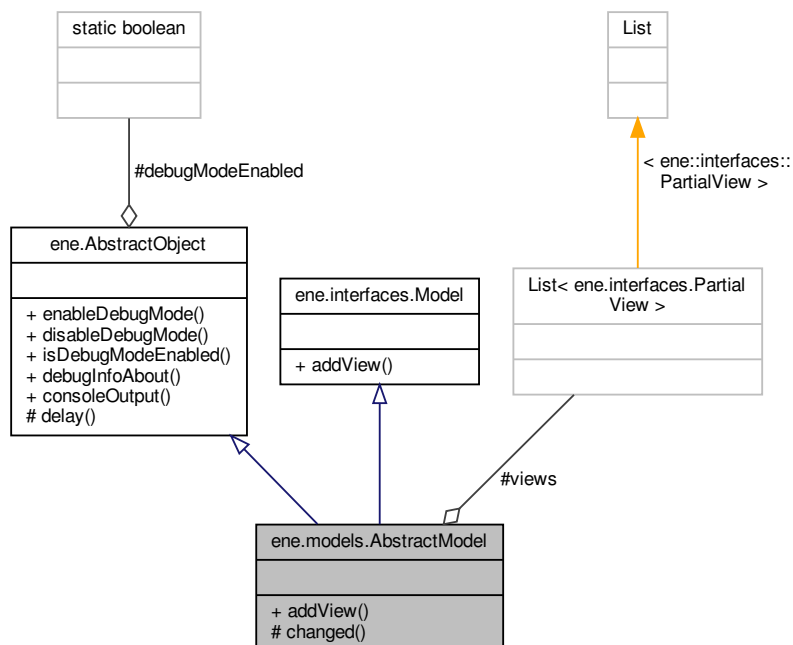 static boolean
List
#debugModeEnabled
< ene::interfaces::
PartialView >
ene.AbstractObject
+ enableDebugMode()
+ disableDebugMode()
+ isDebugModeEnabled()
+ debugInfoAbout()
+ consoleOutput()
# delay()
ene.interfaces.Model
+ addView()
List< ene.interfaces.Partial
View >
#views
ene.models.AbstractModel
+ addView()
# changed()